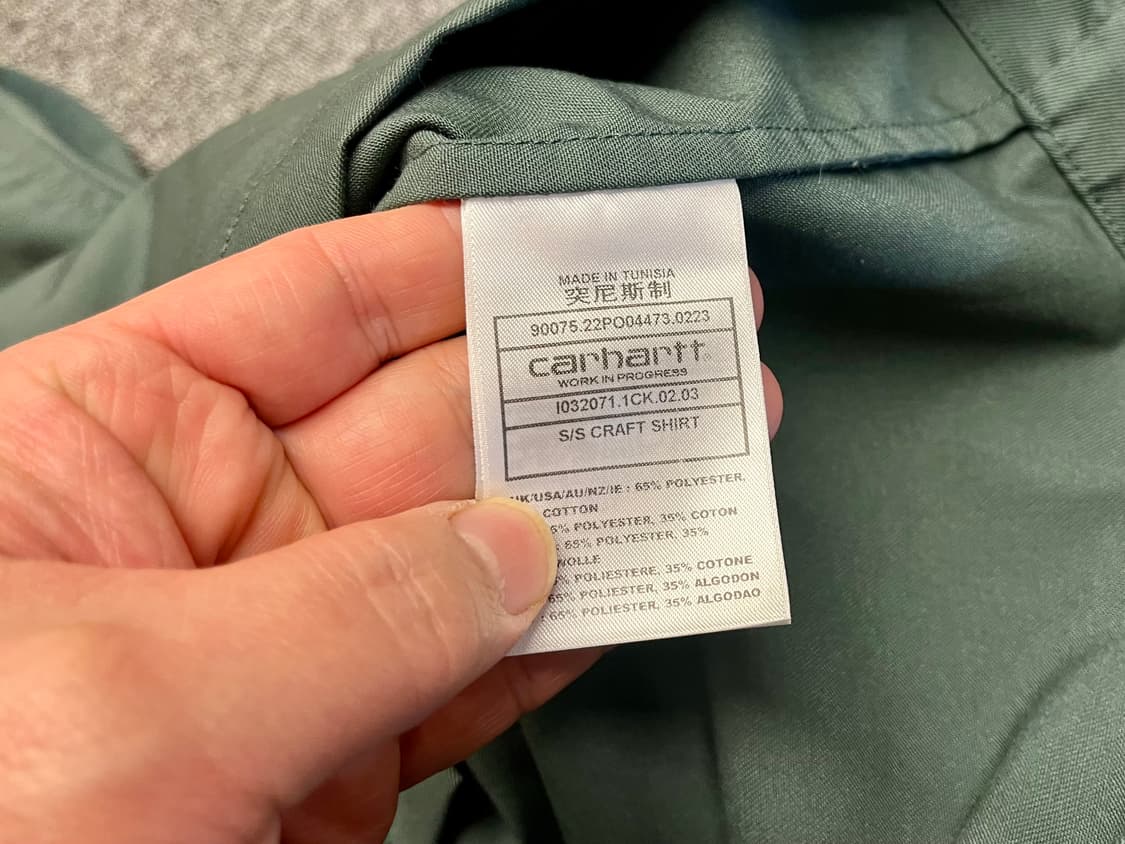 MADE IN TUNISIA
突尼斯制
90075.22PO04473.0223
carhartt®
WORK IN PROGRESS
I032071.1CK.02.03
S/S CRAFT SHIRT
UK/USA/AU/NZ/IE : 65% POLYESTER,
COTTON
5% POLYESTER, 35% COTON
: 65% POLYESTER, 35%
WOLLE
% POLIESTERE, 35% COTONE
65% POLIESTER, 35% ALGODON
: 65% POLIESTER, 35% ALGODAO